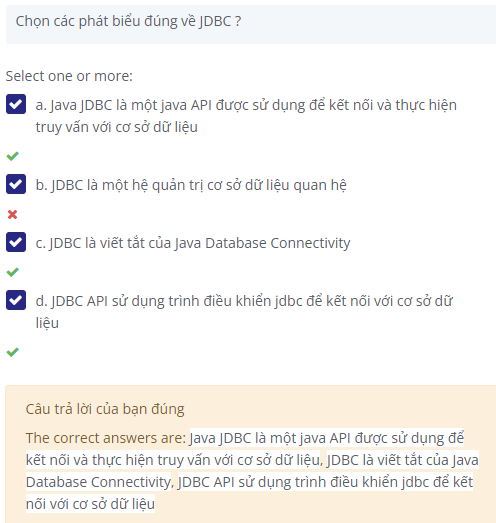 Chọn các phát biểu đúng về JDBC ?
Select one or more:
a. Java JDBC là một java API được sử dụng để kết nối và thực hiện
truy vấn với cơ sở dữ liệu
b. JDBC là một hệ quản trị cơ sở dữ liệu quan hệ
c. JDBC là viết tắt của Java Database Connectivity
d. JDBC API sử dụng trình điều khiển jdbc để kết nối với cơ sở dữ
liệu
Câu trả lời của bạn đúng
The correct answers are: Java JDBC là một java API được sử dụng để
kết nối và thực hiện truy vấn với cơ sở dữ liệu, JDBC là viết tắt của Java
Database Connectivity, JDBC API sử dụng trình điều khiển jdbc để kết
nối với cơ sở dữ liệu